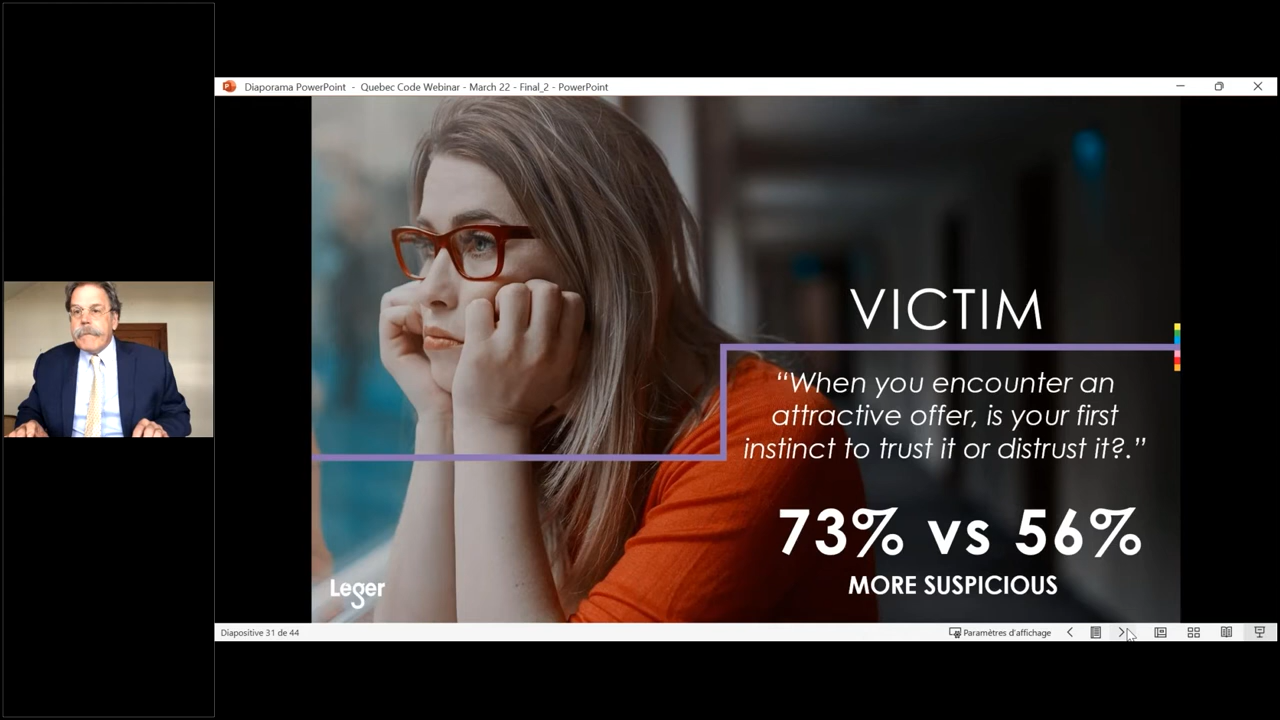 Diaporama PowerPoint - Quebec Code Webinar - March 22 - Final_2 - PowerPoint
VICTIM
“When you encounter an
attractive offer, is your first
instinct to trust it or distrust it?.”
73% vs 56%
MORE SUSPICIOUS
Leger
Diapositive 31 de 44
Paramètres d'affichage